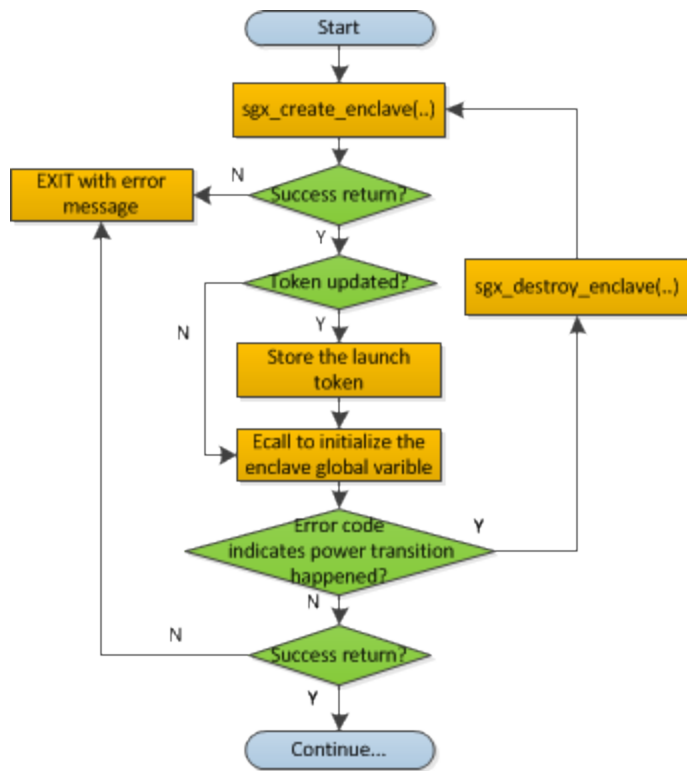 Start
sgx_create_enclave(..)
EXIT with error
message
N
Success return?
Y
Token updated?
sgx_destroy_enclave(..)
N
Y
Store the launch
token
Ecall to initialize the
enclave global varible
Error code
indicates power transition
happened?
Y
N
N
Success return?
Y
Continue...